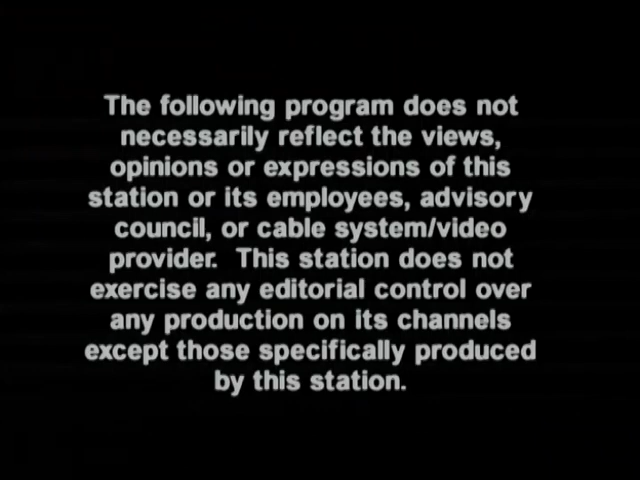 The following program does not
necessarily reflect the views,
opinions or expressions of this
station or its employees, advisory
council, or cable system/video
provider.  This station does not
exercise any editorial control over
any production on its channels
except those specifically produced
by this station.